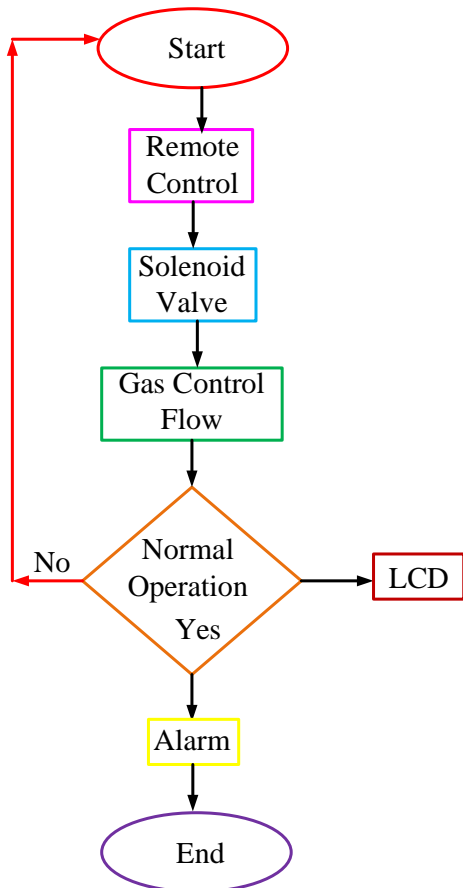 Start
Remote
Control
Solenoid
Valve
Gas Control
Flow
No
Normal
Operation
Yes
LCD
Alarm
End